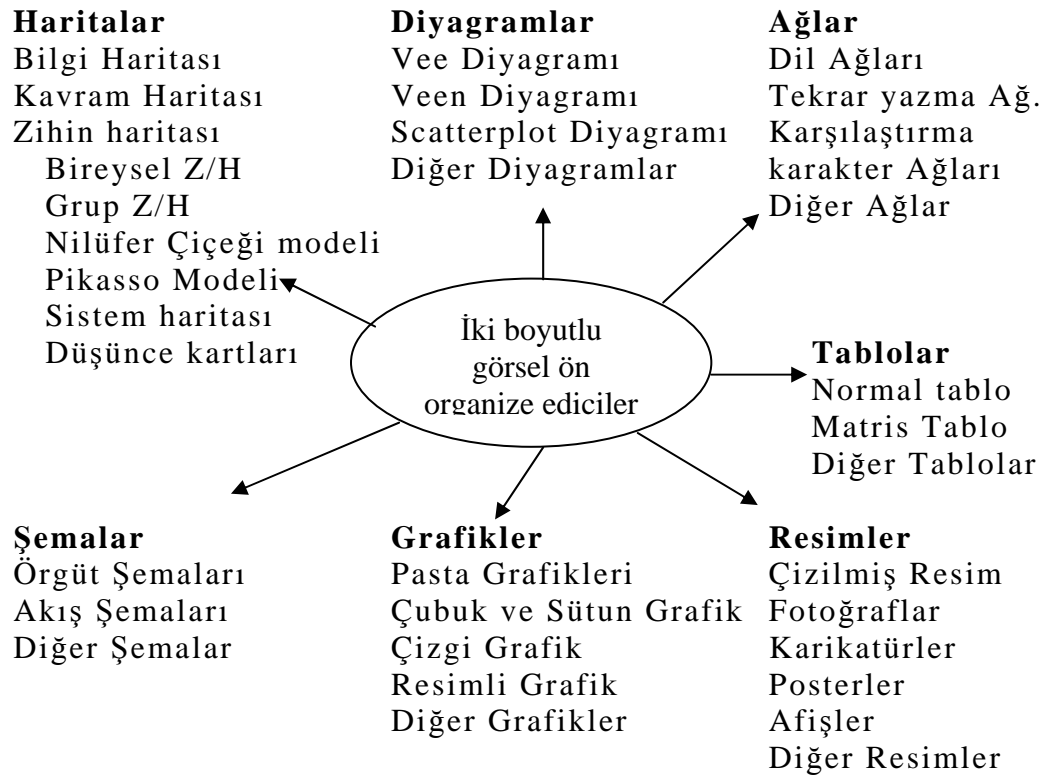 Haritalar
Bilgi Haritası
Kavram Haritası
Zihin haritası
Bireysel Z/H
Grup Z/H
Nilüfer Çiçeği modeli
Pikasso Modeli
Sistem haritası
Düşünce kartları
Diyagramlar
Vee Diyagramı
Veen Diyagramı
Scatterplot Diyagramı
Diğer Diyagramlar
Ağlar
Dil Ağları
Tekrar yazma Ağ.
Karşılaştırma
karakter Ağları
Diğer Ağlar
İki boyutlu
görsel ön
organize ediciler
Tablolar
Normal tablo
Matris Tablo
Diğer Tablolar
Şemalar
Örgüt Şemaları
Akış Şemaları
Diğer Şemalar
Grafikler
Pasta Grafikleri
Çubuk ve Sütun Grafik
Çizgi Grafik
Resimli Grafik
Diğer Grafikler
Resimler
Çizilmiş Resim
Fotoğraflar
Karikatürler
Posterler
Afişler
Diğer Resimler